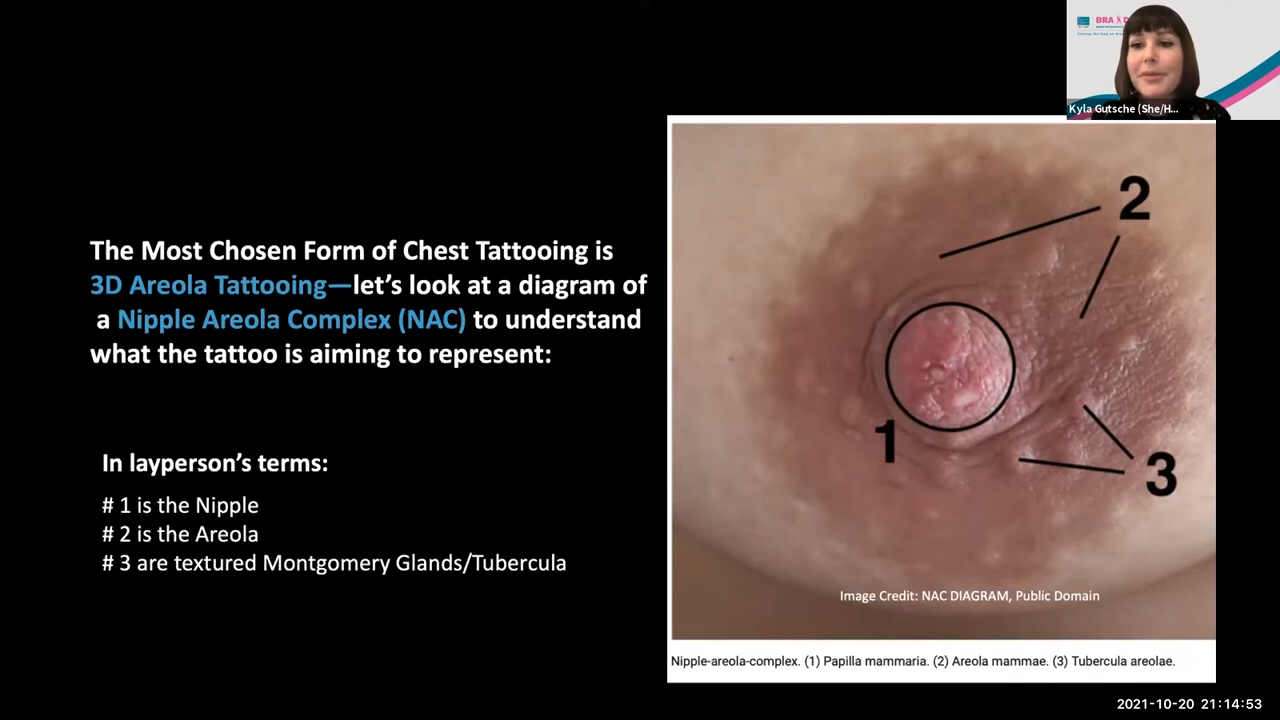 BRA
Kyla Gutsche (She/H...
The Most Chosen Form of Chest Tattooing is
3D Areola Tattooing—let's look at a diagram of
a Nipple Areola Complex (NAC) to understand
what the tattoo is aiming to represent:
In layperson's terms:
# 1 is the Nipple
# 2 is the Areola
# 3 are textured Montgomery Glands/Tubercula
2
1
3
Image Credit: NAC DIAGRAM, Public Domain
Nipple-areola-complex. (1) Papilla mammaria. (2) Areola mammae. (3) Tubercula areolae.
2021-10-20 21:14:53